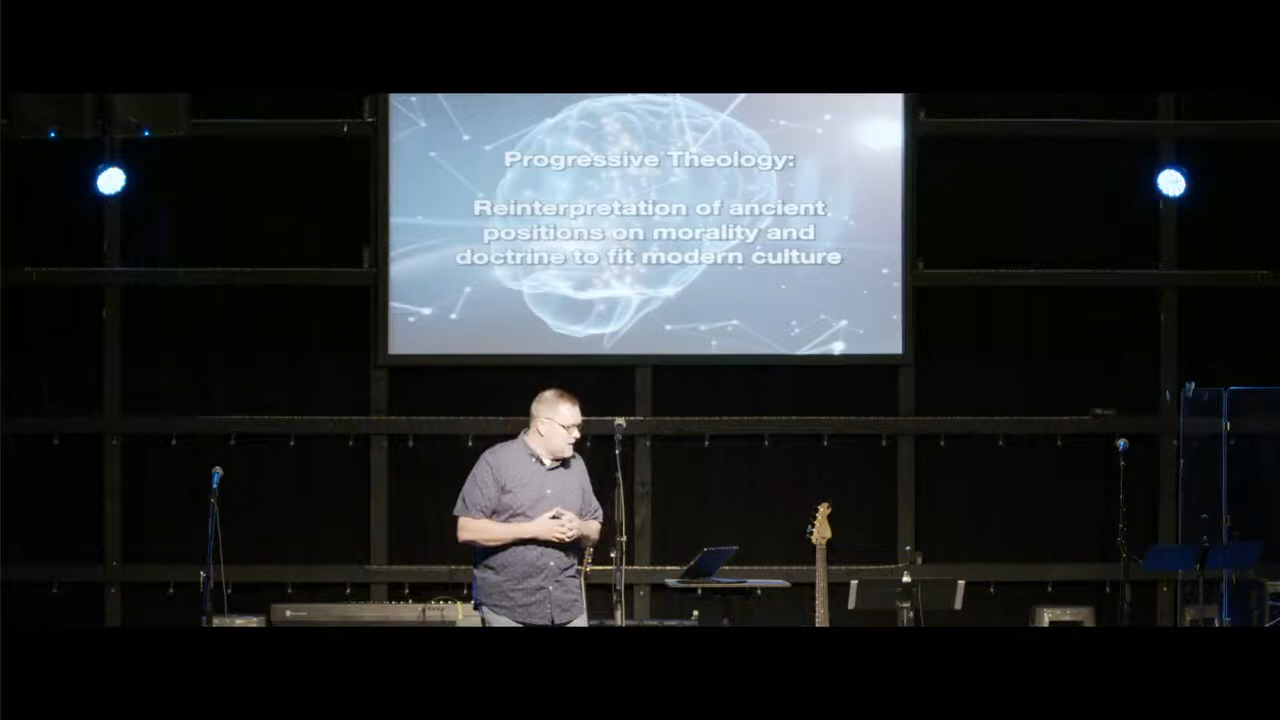 Progressive Theology:
Reinterpretation of ancient
positions on morality and
doctrine to fit modern culture